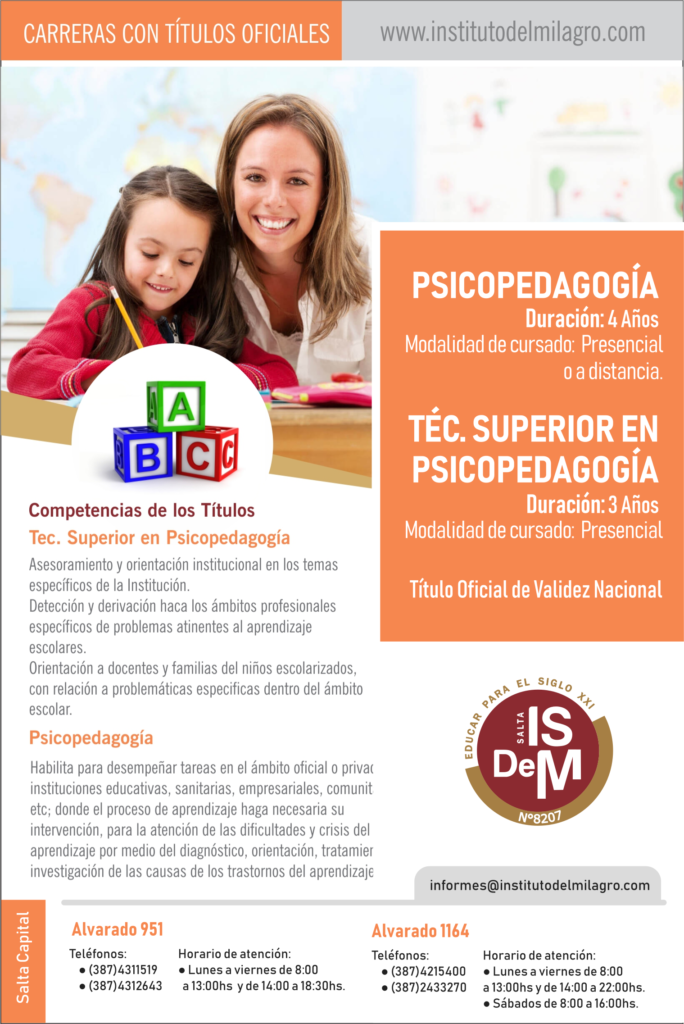 CARRERAS CON TÍTULOS OFICIALES
www.institutodelmilagro.com
PSICOPEDAGOGÍA
Duración: 4 Años
Modalidad de cursado: Presencial
o a distancia.
TÉC. SUPERIOR EN
PSICOPEDAGOGÍA
Duración: 3 Años
Modalidad de cursado: Presencial
Título Oficial de Validez Nacional
A
A
B
B
C
C
Competencias de los Títulos
Tec. Superior en Psicopedagogía
Asesoramiento y orientación institucional en los temas
específicos de la Institución.
Detección y derivación haca los ámbitos profesionales
específicos de problemas atinentes al aprendizaje
escolares.
Orientación a docentes y familias del niños escolarizados,
con relación a problemáticas especificas dentro del ámbito
escolar.
Psicopedagogía
Habilita para desempeñar tareas en el ámbito oficial o privac
instituciones educativas, sanitarias, empresariales, comunit
etc; donde el proceso de aprendizaje haga necesaria su
intervención, para la atención de las dificultades y crisis del
aprendizaje por medio del diagnóstico, orientación, tratamier
investigación de las causas de los trastornos del aprendizaje
EDUCAR PARA EL SIGLO XXI
SALTA
IS
DeM
Nº8207
informes@institutodelmilagro.com
Salta Capital
Alvarado 951
Teléfonos:
● (387)4311519
● (387)4312643
Horario de atención:
● Lunes a viernes de 8:00
a 13:00hs y de 14:00 a 18:30hs.
Alvarado 1164
Teléfonos:
● (387)4215400
● (387)2433270
Horario de atención:
● Lunes a viernes de 8:00
a 13:00hs y de 14:00 a 22:00hs.
● Sábados de 8:00 a 16:00hs.